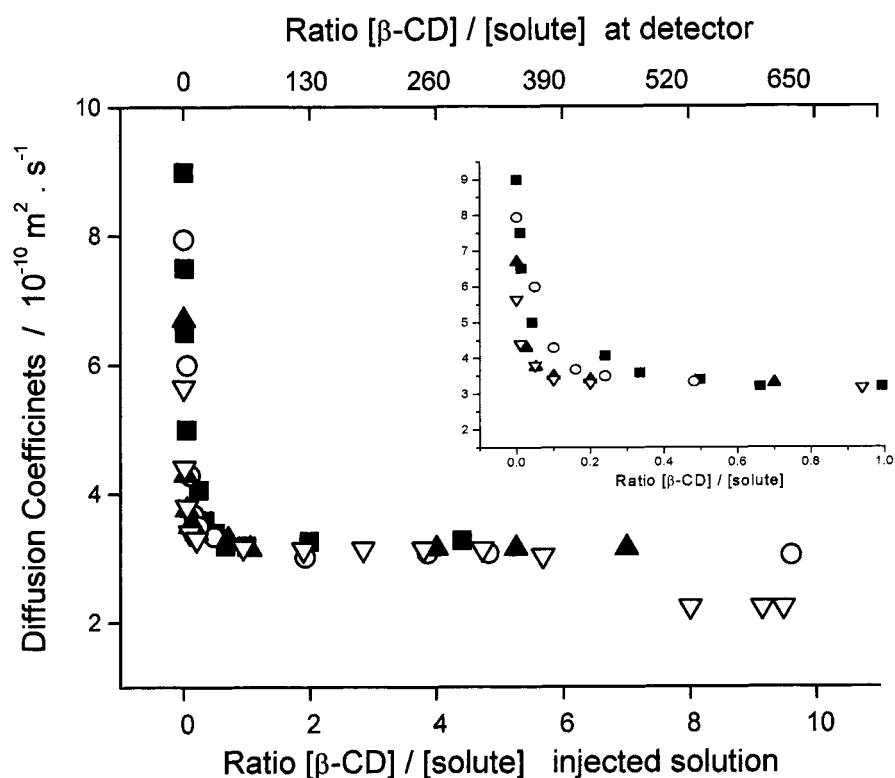 Ratio [β-CD] / [solute] at detector
0 130 260 390 520 650
Diffusion Coefficinets / 10⁻¹⁰ m² . s⁻¹
10
8
6
4
2
9
8
7
6
5
4
3
2
0.0 0.2 0.4 0.6 0.8 1.0
Ratio [β-CD] / [solute]
0 2 4 6 8 10
Ratio [β-CD] / [solute] injected solution